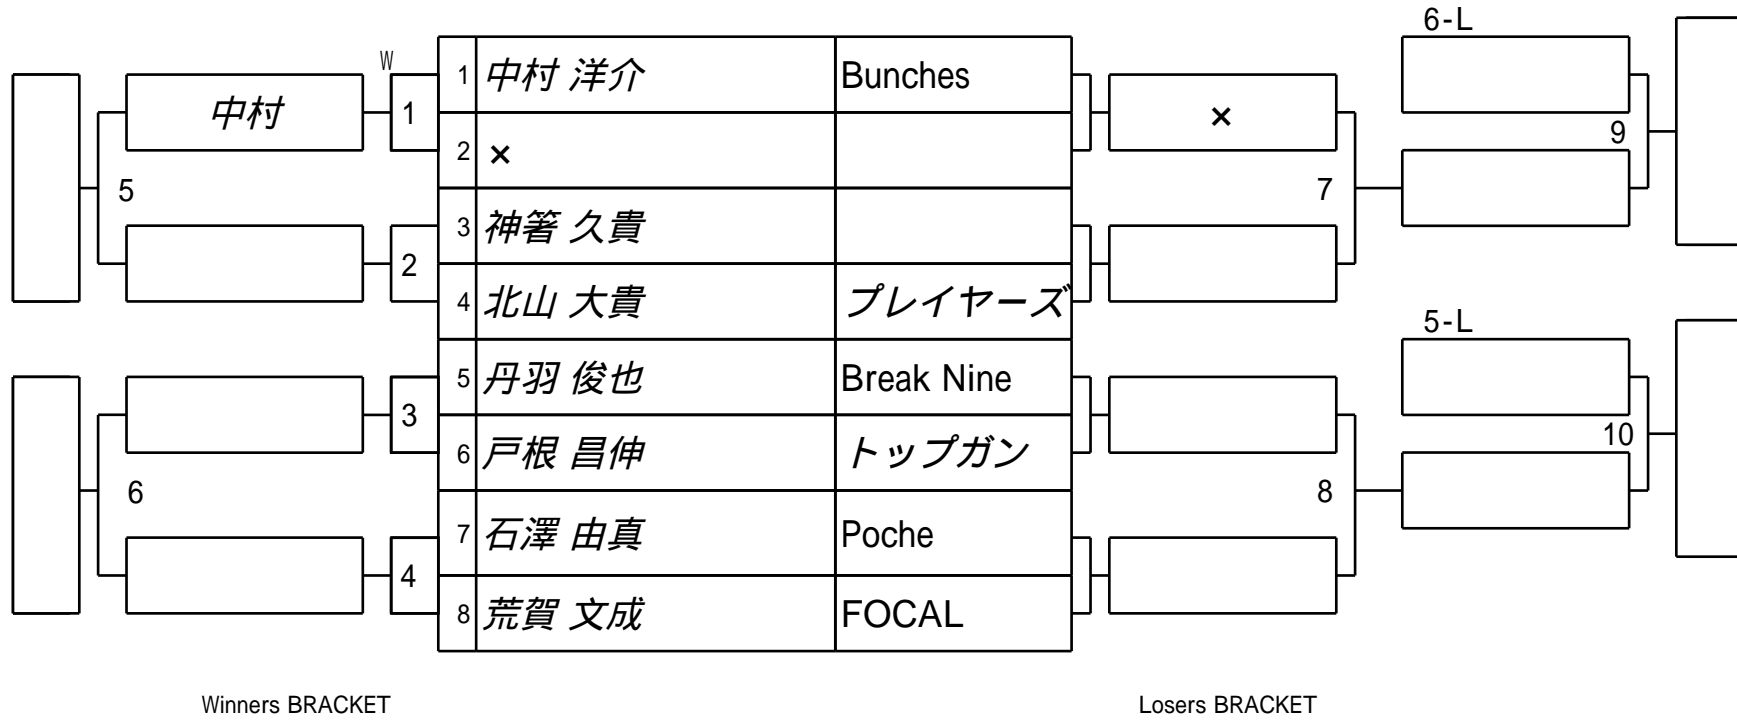 6-L
W
1 中村 洋介 Bunches
中村 1 × 9
2 ×
5 7
3 神箸 久貴
2
4 北山 大貴 プレイヤーズ
5-L
5 丹羽 俊也 Break Nine
3 10
6 戸根 昌伸 トップガン
6 8
7 石澤 由真 Poche
4
8 荒賀 文成 FOCAL
Winners BRACKET Losers BRACKET